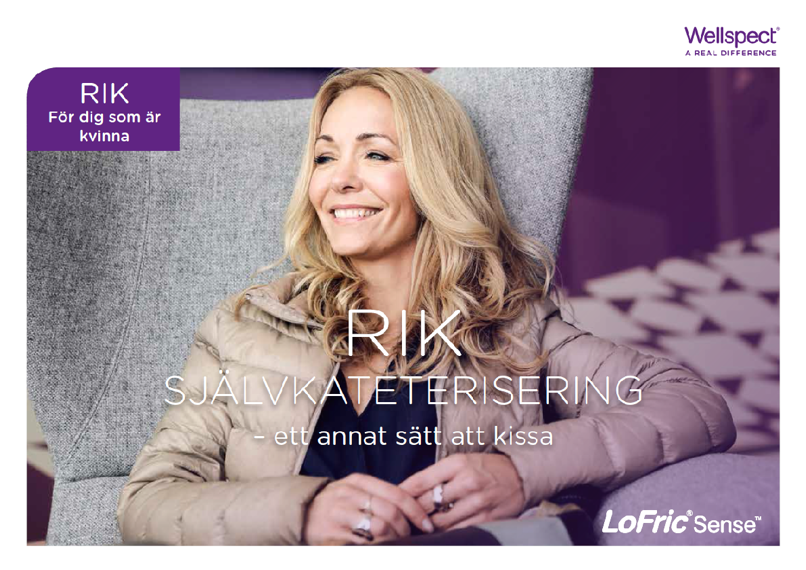 Wellspect®
A REAL DIFFERENCE
RIK
För dig som är
kvinna
RIK
SJÄLVKATETERISERING
– ett annat sätt att kissa
LoFric® Sense™